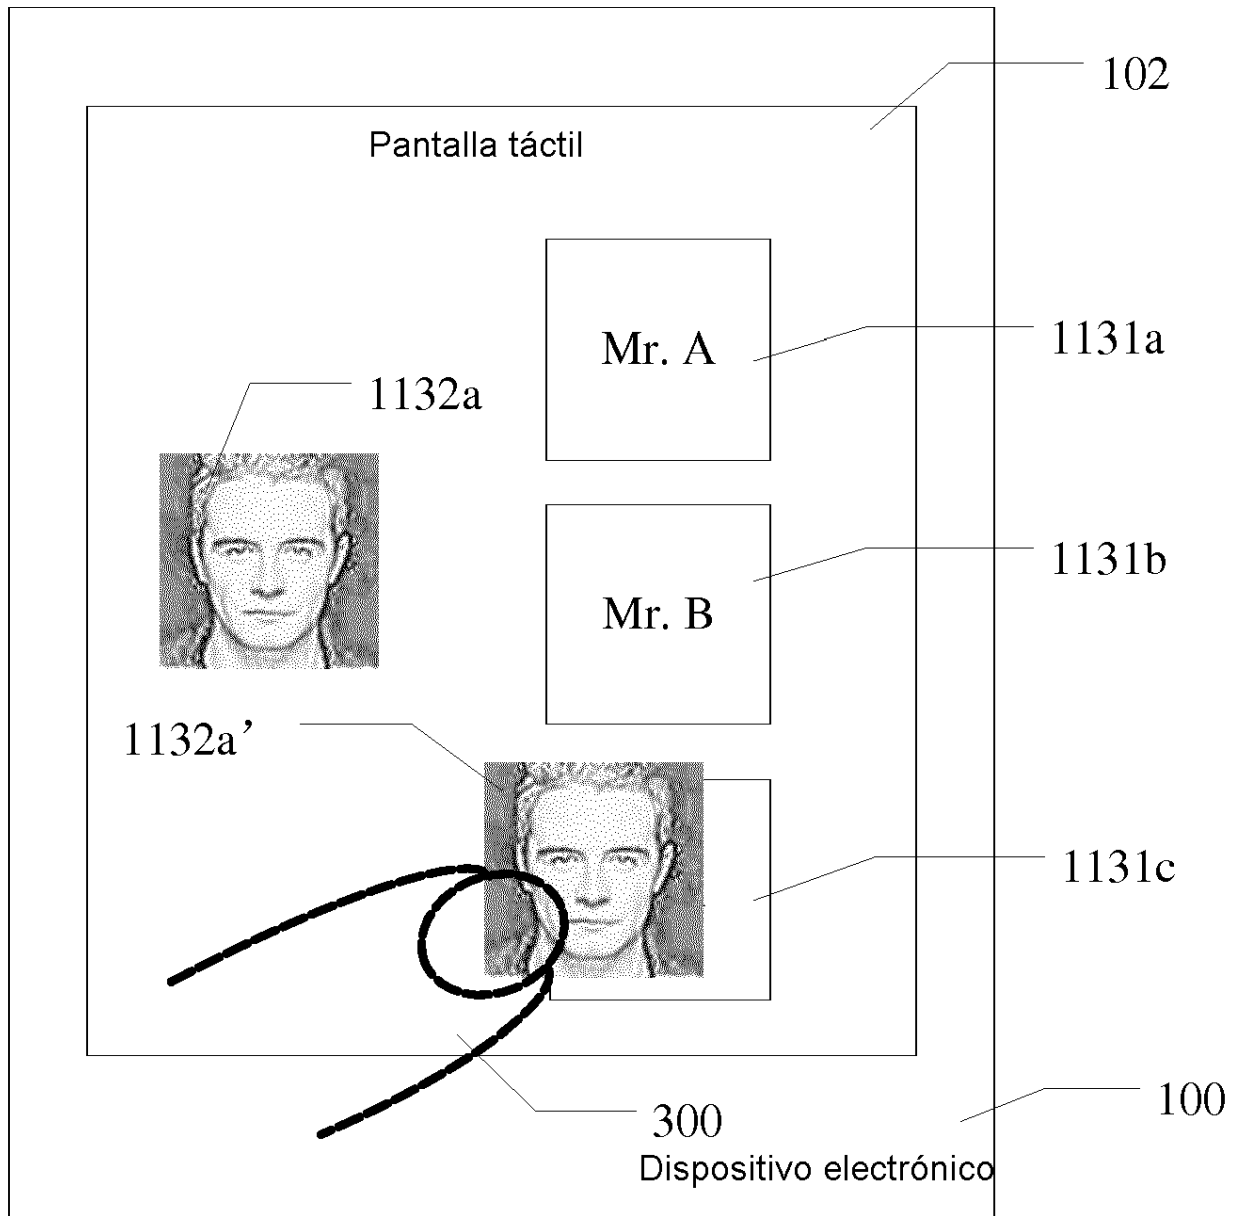 102
Pantalla táctil
Mr. A
1131a
1132a
Mr. B
1131b
1132a’
1131c
300
100
Dispositivo electrónico